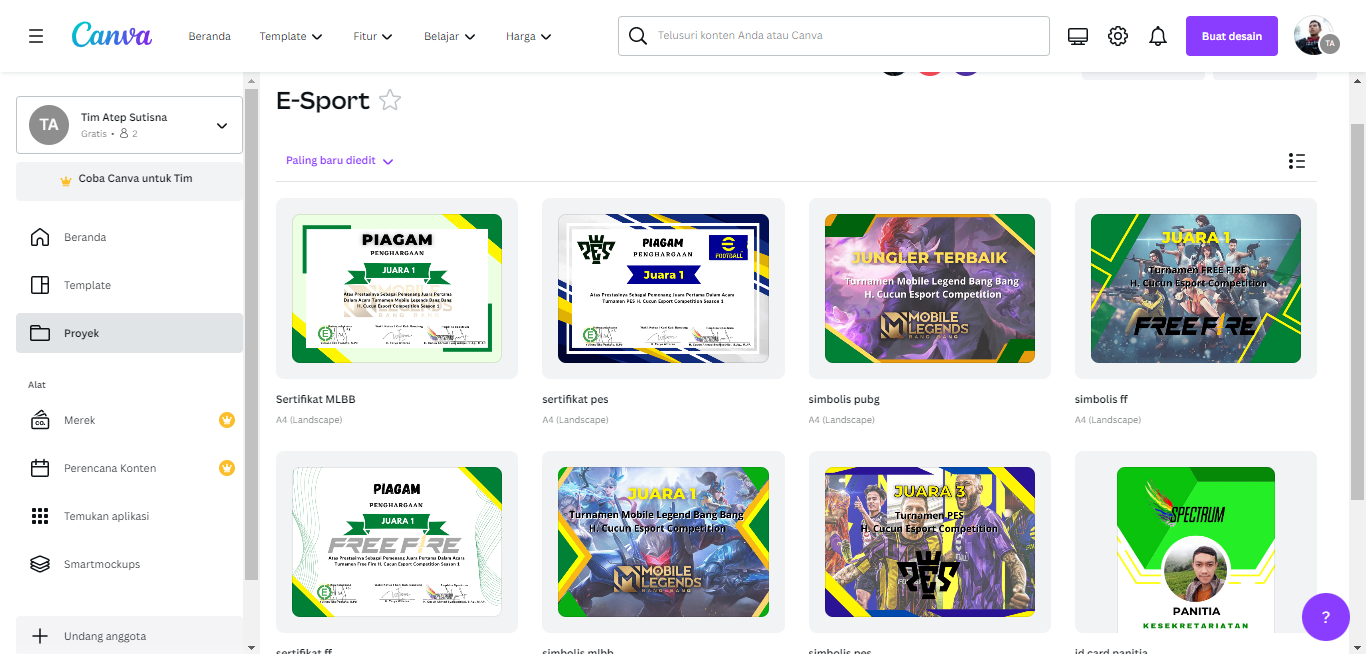 Canva
Beranda
Template
Fitur
Belajar
Harga
Telusuri konten Anda atau Canva
Buat desain
TA
TA
Tim Atep Sutisna
Gratis • 2
Coba Canva untuk Tim
Beranda
Template
Proyek
Alat
Merek
CO.
Perencana Konten
Temukan aplikasi
Smartmockups
Undang anggota
E-Sport
Paling baru diedit
PIAGAM
PENGHARGAAN
JUARA 1
Atas Prestasinya Sebagai Pemenang Juara Pertama
Dalam Acara Turnamen Mobile Legends Bang Bang
H. Cucun Esport Competition Season 1
Sertifikat MLBB
A4 (Landscape)
PES
PIAGAM
PENGHARGAAN
FOOTBALL
Juara 1
Atas Prestasinya Sebagai Pemenang Juara Pertama Dalam Acara
Turnamen PES H. Cucun Esport Competition Season 1
sertifikat pes
A4 (Landscape)
JUNGLER TERBAIK
Turnamen Mobile Legend Bang Bang
H. Cucun Esport Competition
MOBILE
LEGENDS
BANG BANG
simbolis pubg
A4 (Landscape)
JUARA 1
Turnamen FREE FIRE
H. Cucun Esport Competition
FREE FIRE
simbolis ff
A4 (Landscape)
PIAGAM
PENGHARGAAN
JUARA 1
FREE FIRE
Atas Prestasinya Sebagai Pemenang Juara Pertama Dalam Acara
Turnamen Free Fire H. Cucun Esport Competition Season 1
sertifikat ff
JUARA 1
Turnamen Mobile Legend Bang Bang
H. Cucun Esport Competition
MOBILE
LEGENDS
BANG BANG
simbolis mlbb
JUARA 3
Turnamen PES
H. Cucun Esport Competition
PES
simbolis pes
SPECTRUM
PANITIA
KESEKRETARIATAN
id card panitia
?